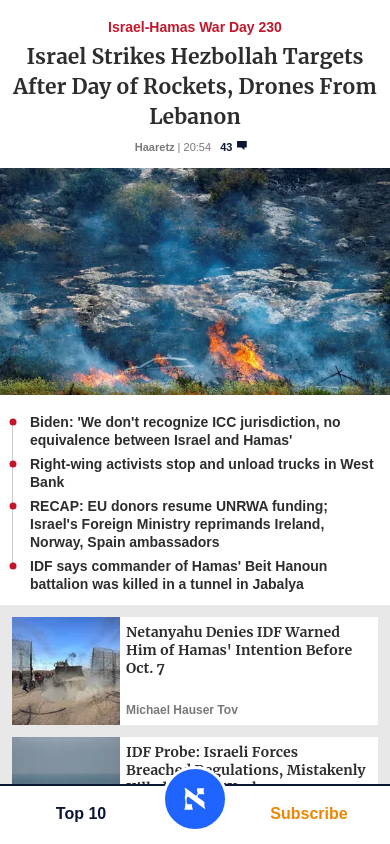 Israel-Hamas War Day 230
Israel Strikes Hezbollah Targets
After Day of Rockets, Drones From
Lebanon
Haaretz | 20:54 43
Biden: 'We don't recognize ICC jurisdiction, no
equivalence between Israel and Hamas'
Right-wing activists stop and unload trucks in West
Bank
RECAP: EU donors resume UNRWA funding;
Israel's Foreign Ministry reprimands Ireland,
Norway, Spain ambassadors
IDF says commander of Hamas' Beit Hanoun
battalion was killed in a tunnel in Jabalya
Netanyahu Denies IDF Warned
Him of Hamas' Intention Before
Oct. 7
Michael Hauser Tov
IDF Probe: Israeli Forces
Breached Regulations, Mistakenly
Top 10
Subscribe